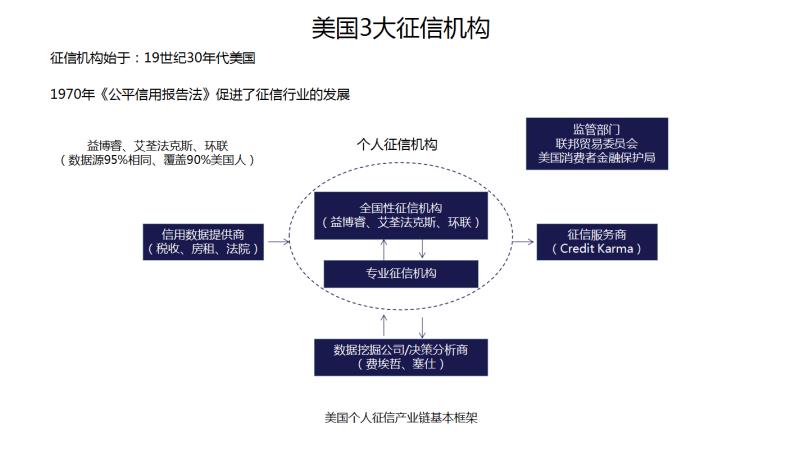 美国3大征信机构
征信机构始于：19世纪30年代美国
1970年《公平信用报告法》促进了征信行业的发展
益博睿、艾荃法克斯、环联
（数据源95%相同、覆盖90%美国人）
个人征信机构
监管部门
联邦贸易委员会
美国消费者金融保护局
全国性征信机构
（益博睿、艾荃法克斯、环联）
信用数据提供商
（税收、房租、法院）
征信服务商
（Credit Karma）
专业征信机构
数据挖掘公司/决策分析商
（费埃哲、塞仕）
美国个人征信产业链基本框架